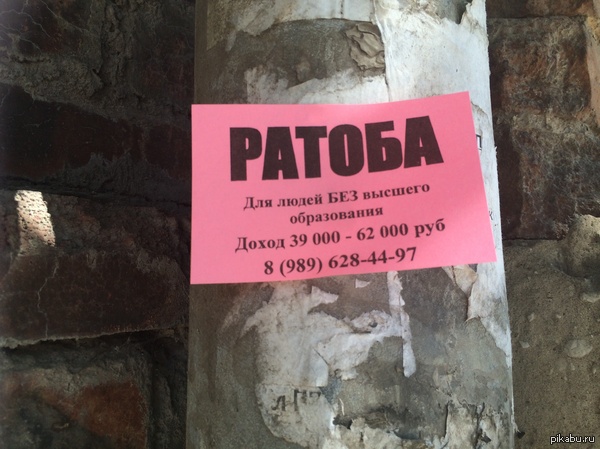 РАТОБА
Для людей БЕЗ высшего
образования
Доход 39 000 - 62 000 руб
8 (989) 628-44-97
pikabu.ru